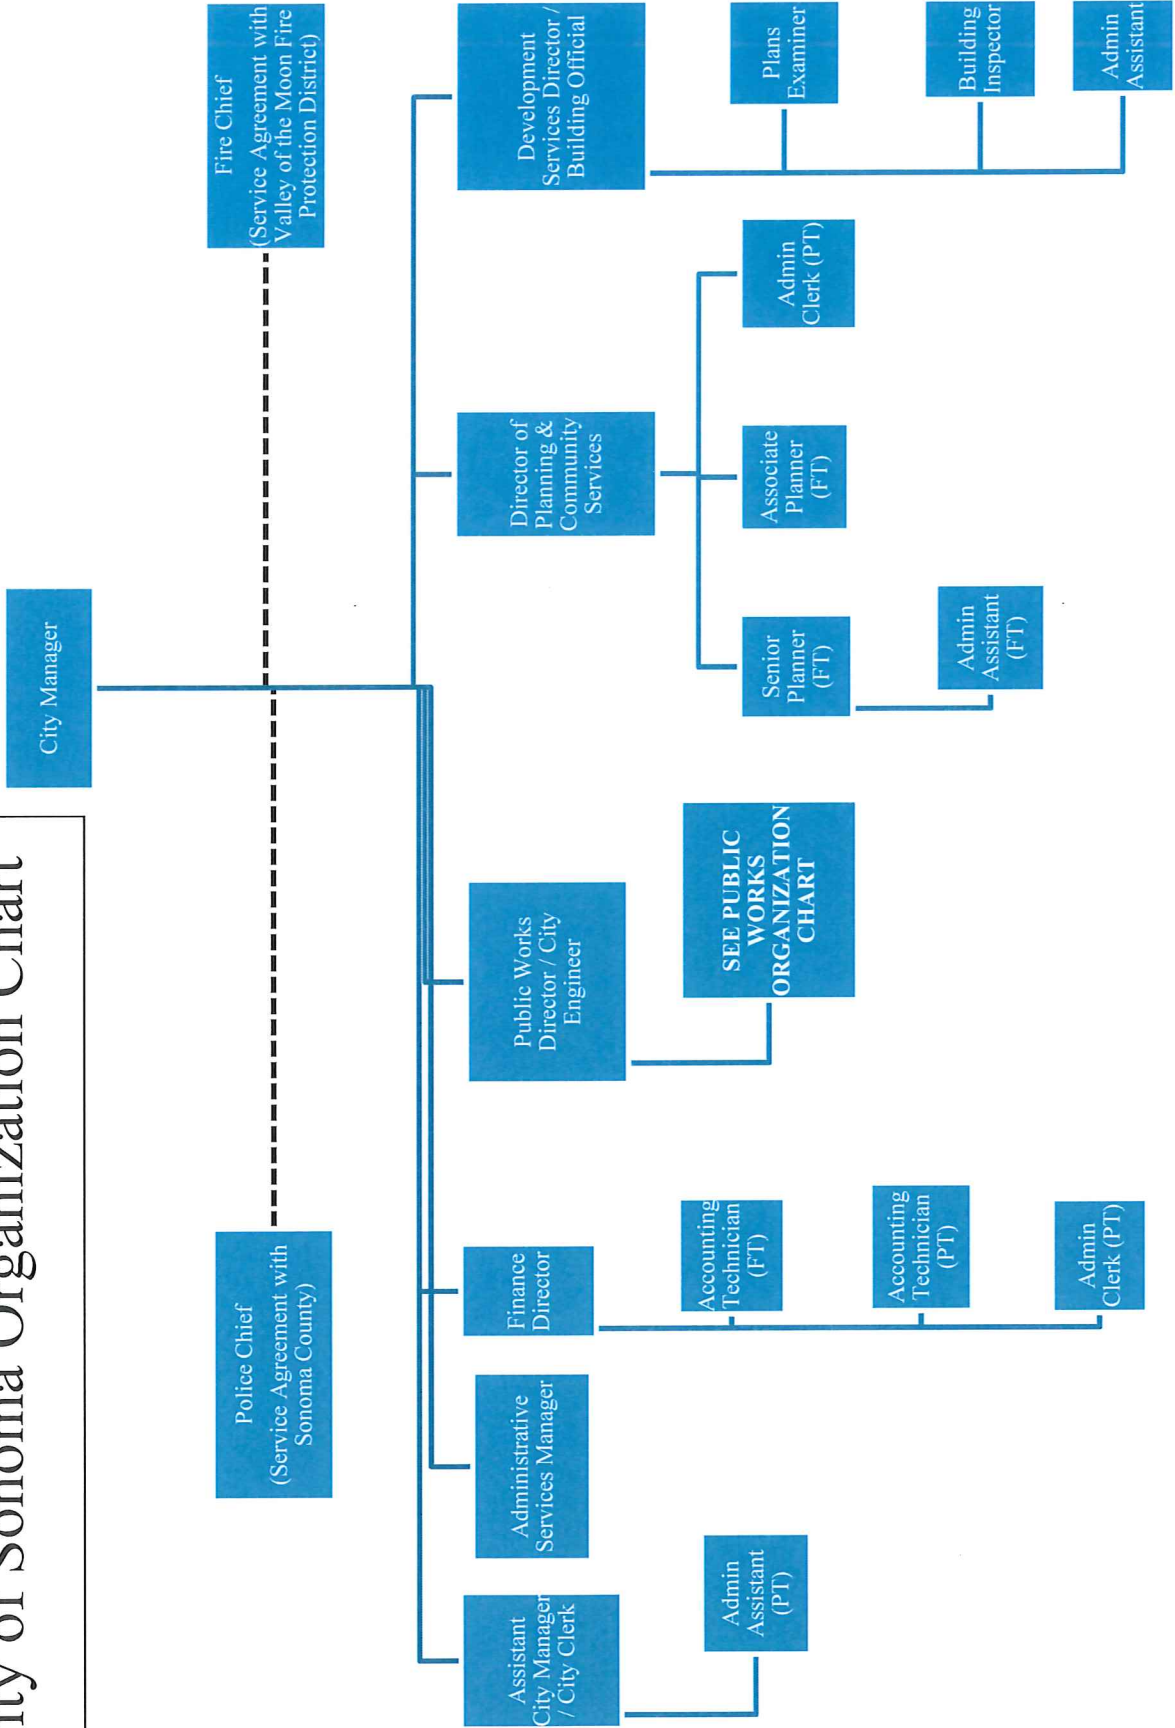 ity of Sonoma Organization Chart
City Manager
Police Chief
(Service Agreement with
Sonoma County)
Fire Chief
(Service Agreement with
Valley of the Moon Fire
Protection District)
Assistant
City Manager
/ City Clerk
Administrative
Services Manager
Finance
Director
Public Works
Director / City
Engineer
Director of
Planning &
Community
Services
Development
Services Director /
Building Official
Admin
Assistant
(PT)
Accounting
Technician
(FT)
Accounting
Technician
(PT)
Admin
Clerk (PT)
SEE PUBLIC
WORKS
ORGANIZATION
CHART
Senior
Planner
(FT)
Admin
Assistant
(FT)
Associate
Planner
(FT)
Admin
Clerk (PT)
Plans
Examiner
Building
Inspector
Admin
Assistant